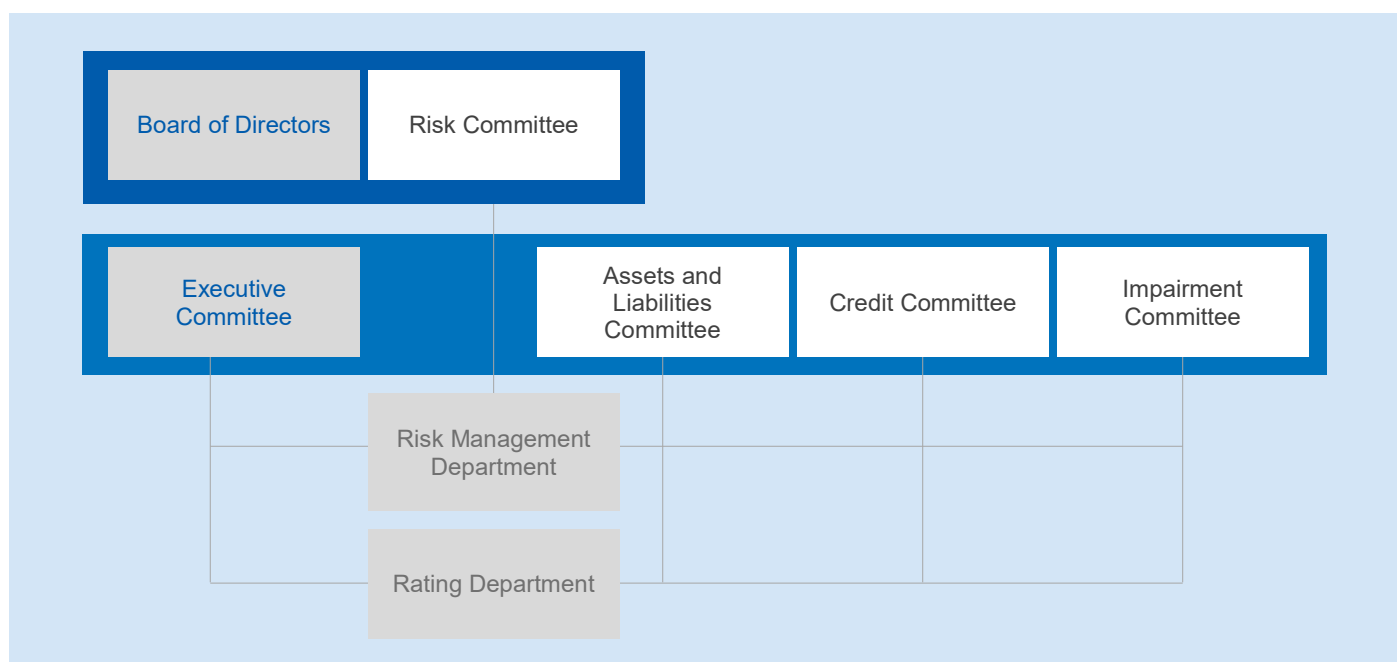 Board of Directors
Risk Committee
Executive
Committee
Assets and
Liabilities
Committee
Credit Committee
Impairment
Committee
Risk Management
Department
Rating Department